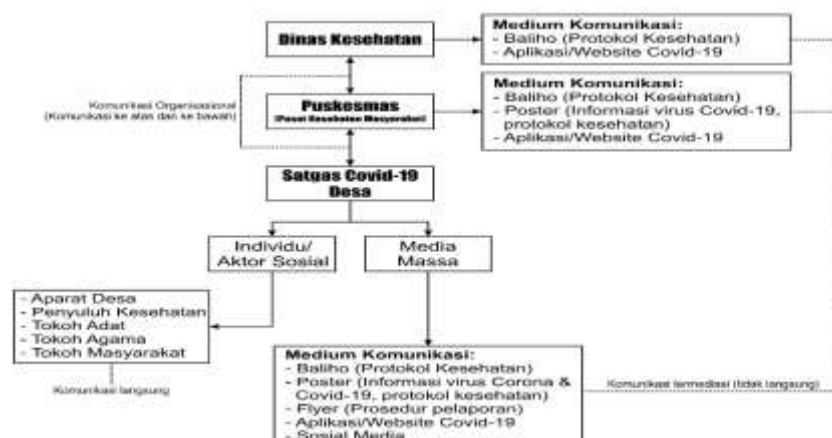 Dinas Kesehatan
Medium Komunikasi:
- Baliho (Protokol Kesehatan)
- Aplikasi/Website Covid-19
Komunikasi Organisasional
(Komunikasi ke atas dan ke bawah)
Puskesmas
(Pusat Kesehatan Masyarakat)
Medium Komunikasi:
- Baliho (Protokol Kesehatan)
- Poster (Informasi virus Covid-19,
protokol kesehatan)
- Aplikasi/Website Covid-19
Satgas Covid-19
Desa
Individu/
Aktor Sosial
Media
Massa
- Aparat Desa
- Penyuluh Kesehatan
- Tokoh Adat
- Tokoh Agama
- Tokoh Masyarakat
Komunikasi langsung
Medium Komunikasi:
- Baliho (Protokol Kesehatan)
- Poster (Informasi virus Corona &
Covid-19, protokol kesehatan)
- Flyer (Prosedur pelaporan)
- Aplikasi/Website Covid-19
- Sosial Media
Komunikasi termediasi (tidak langsung)